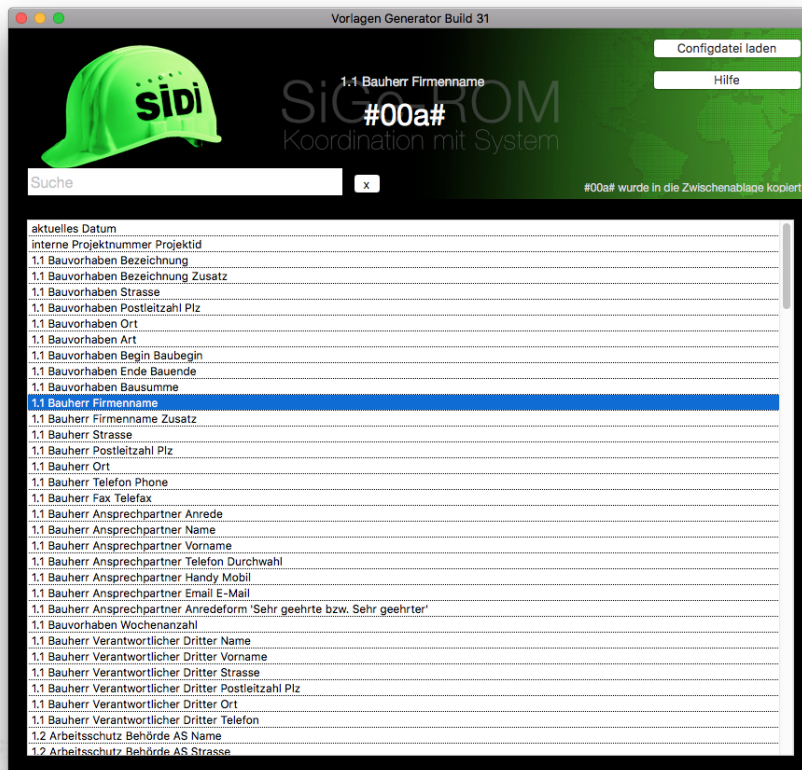 Vorlagen Generator Build 31
Configdatei laden
Hilfe
SiDi
1.1 Bauherr Firmenname
SiGe-ROM
#00a#
Koordination mit System
Suche
x
#00a# wurde in die Zwischenablage kopiert
aktuelles Datum
interne Projektnummer Projektid
1.1 Bauvorhaben Bezeichnung
1.1 Bauvorhaben Bezeichnung Zusatz
1.1 Bauvorhaben Strasse
1.1 Bauvorhaben Postleitzahl Plz
1.1 Bauvorhaben Ort
1.1 Bauvorhaben Art
1.1 Bauvorhaben Begin Baubegin
1.1 Bauvorhaben Ende Bauende
1.1 Bauvorhaben Bausumme
1.1 Bauherr Firmenname
1.1 Bauherr Firmenname Zusatz
1.1 Bauherr Strasse
1.1 Bauherr Postleitzahl Plz
1.1 Bauherr Ort
1.1 Bauherr Telefon Phone
1.1 Bauherr Fax Telefax
1.1 Bauherr Ansprechpartner Anrede
1.1 Bauherr Ansprechpartner Name
1.1 Bauherr Ansprechpartner Vorname
1.1 Bauherr Ansprechpartner Telefon Durchwahl
1.1 Bauherr Ansprechpartner Handy Mobil
1.1 Bauherr Ansprechpartner Email E-Mail
1.1 Bauherr Ansprechpartner Anredeform 'Sehr geehrte bzw. Sehr geehrter'
1.1 Bauvorhaben Wochenanzahl
1.1 Bauherr Verantwortlicher Dritter Name
1.1 Bauherr Verantwortlicher Dritter Vorname
1.1 Bauherr Verantwortlicher Dritter Strasse
1.1 Bauherr Verantwortlicher Dritter Postleitzahl Plz
1.1 Bauherr Verantwortlicher Dritter Ort
1.1 Bauherr Verantwortlicher Dritter Telefon
1.2 Arbeitsschutz Behörde AS Name
1.2 Arbeitsschutz Behörde AS Strasse